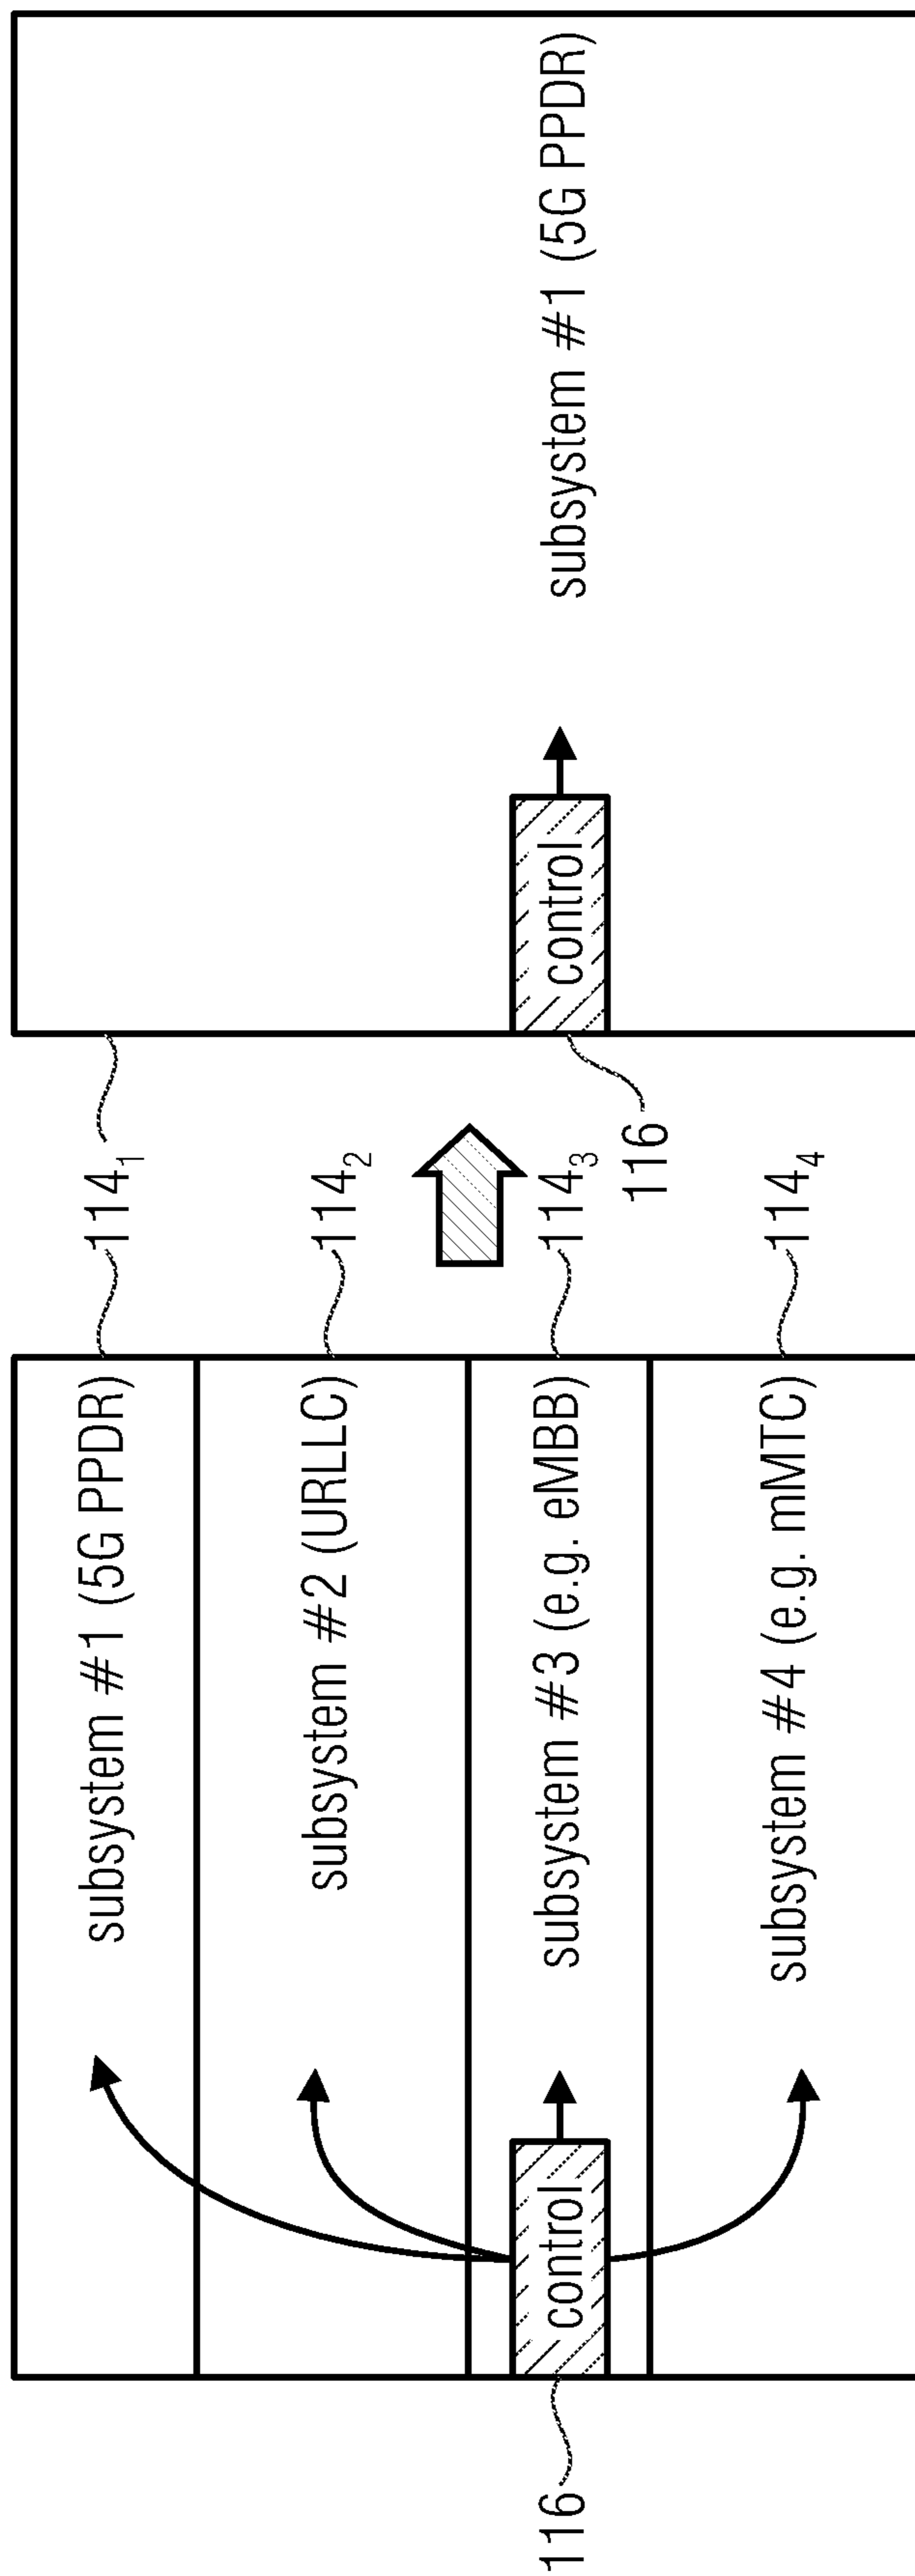 subsystem #1 (5G PPDR)
subsystem #2 (URLLC)
subsystem #3 (e.g. eMBB)
subsystem #4 (e.g. mMTC)
control
116
114₁
114₂
114₃
114₄
116
control
subsystem #1 (5G PPDR)